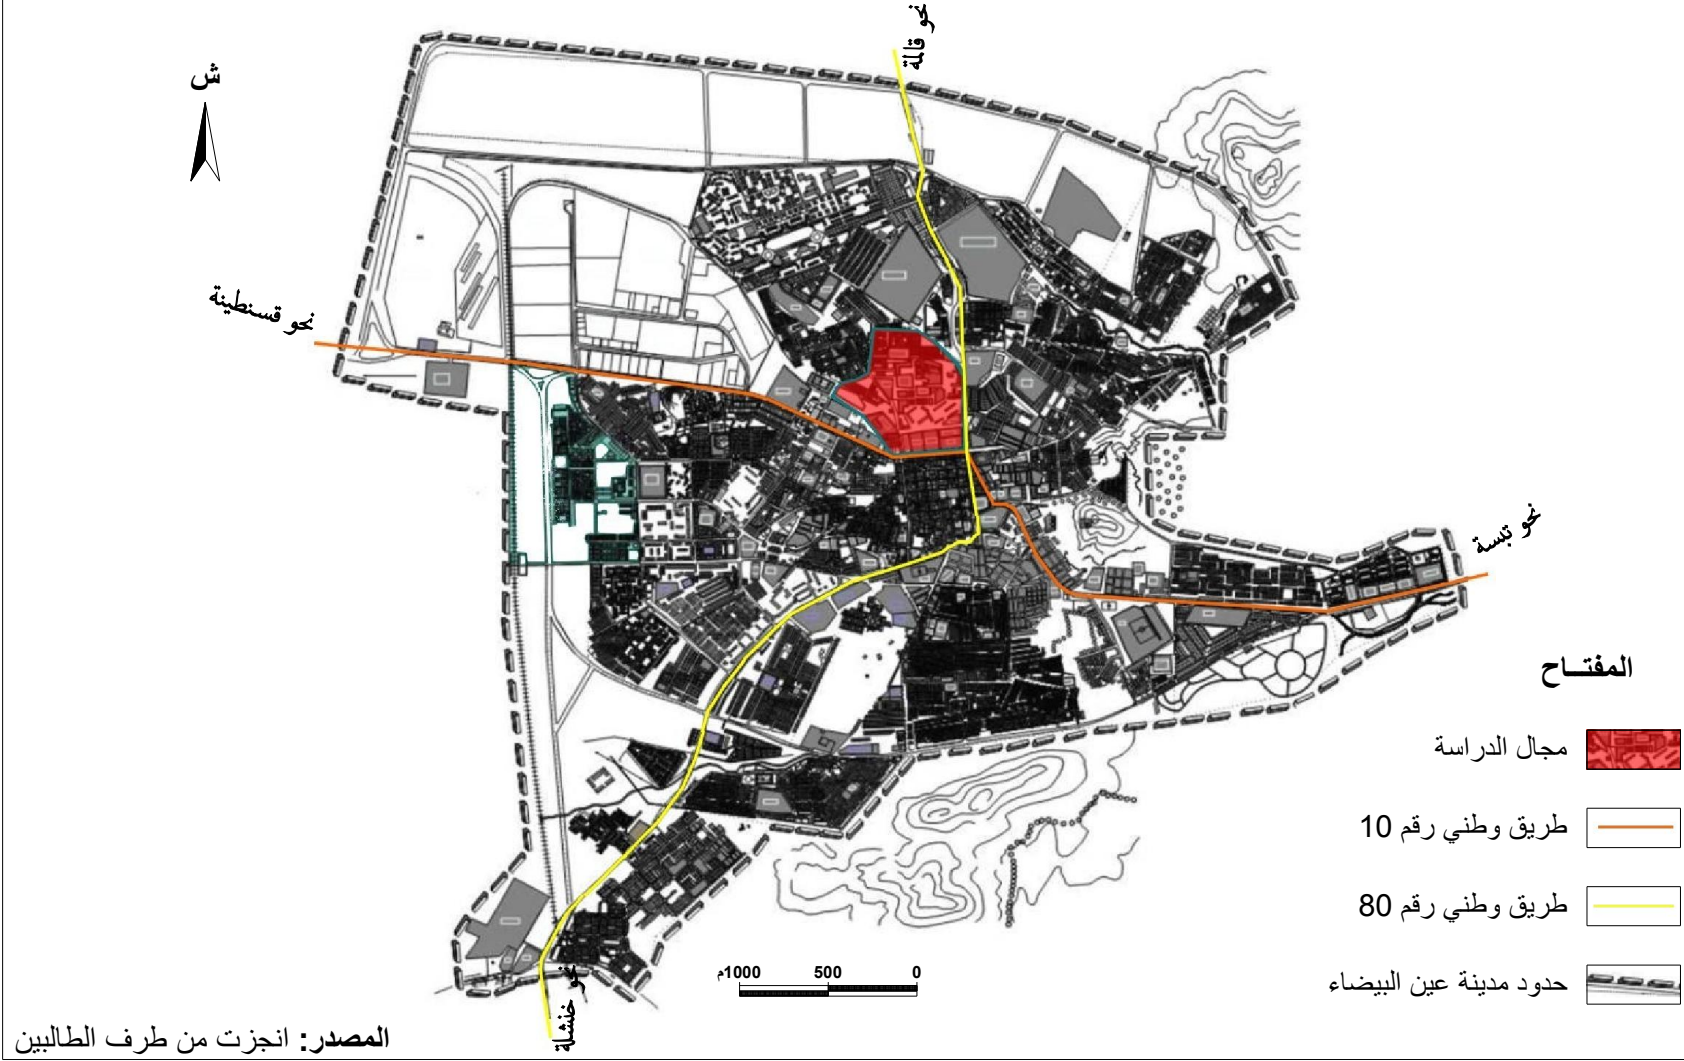 نحو قالمة
ش
نحو قسنطينة
نحو تبسة
المفتــاح
مجال الدراسة
طريق وطني رقم 10
طريق وطني رقم 80
حدود مدينة عين البيضاء
0 500 1000م
نحو خنشلة
المصدر: انجزت من طرف الطالبين